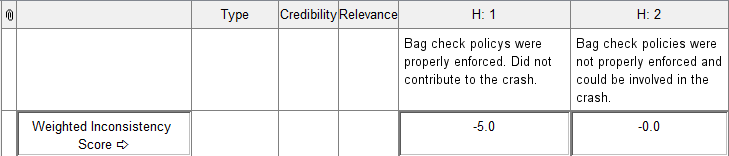 Type Credibility Relevance H: 1 H: 2
Bag check policys were
properly enforced. Did not
contribute to the crash.
Bag check policies were
not properly enforced and
could be involved in the
crash.
Weighted Inconsistency
Score ⇨
-5.0 -0.0